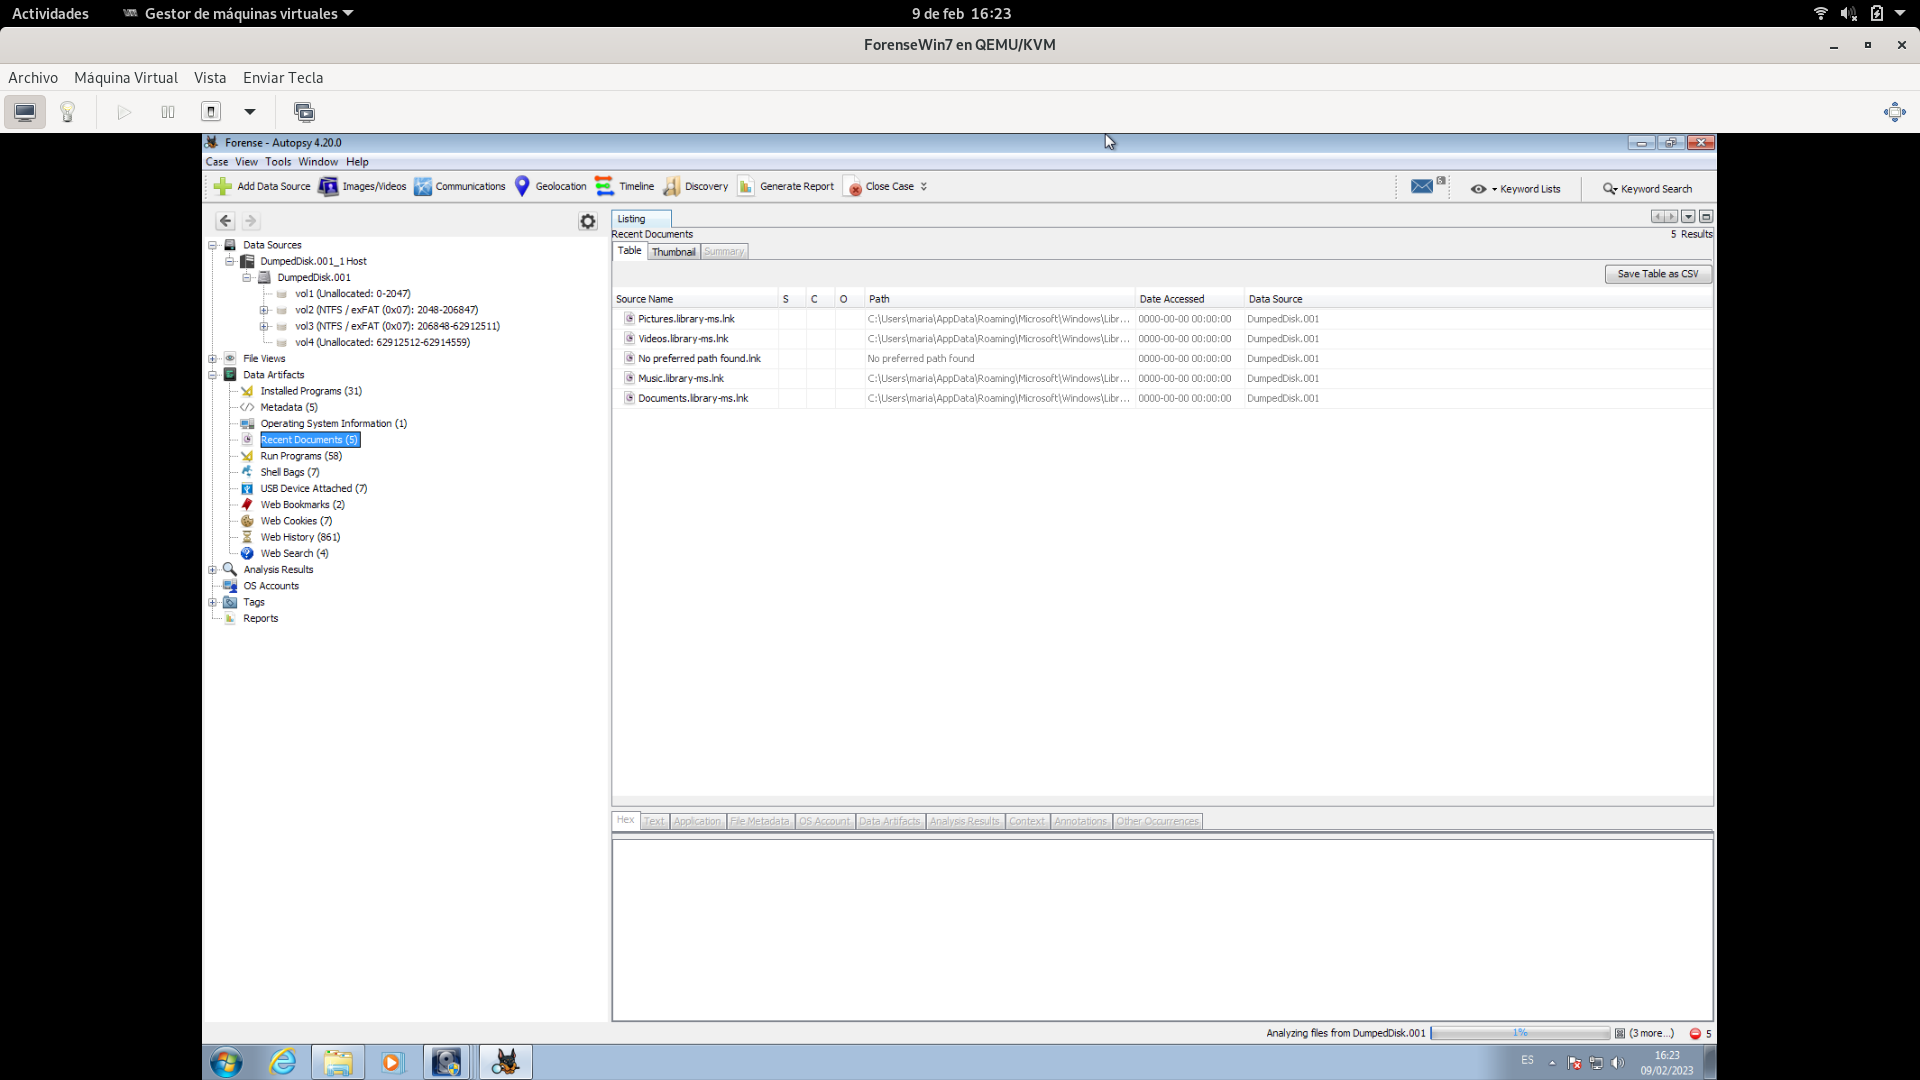 Actividades Gestor de máquinas virtuales 9 de feb 16:23
ForenseWin7 en QEMU/KVM
Archivo Máquina Virtual Vista Enviar Tecla
Forense - Autopsy 4.20.0
Case View Tools Window Help
Add Data Source Images/Videos Communications Geolocation Timeline Discovery Generate Report Close Case Keyword Lists Keyword Search
Listing
Recent Documents 5 Results
Table Thumbnail Summary
Save Table as CSV
Source Name S C O Path Date Accessed Data Source
Pictures.library-ms.lnk C:\Users\maria\AppData\Roaming\Microsoft\Windows\Libr... 0000-00-00 00:00:00 DumpedDisk.001
Videos.library-ms.lnk C:\Users\maria\AppData\Roaming\Microsoft\Windows\Libr... 0000-00-00 00:00:00 DumpedDisk.001
No preferred path found.lnk No preferred path found 0000-00-00 00:00:00 DumpedDisk.001
Music.library-ms.lnk C:\Users\maria\AppData\Roaming\Microsoft\Windows\Libr... 0000-00-00 00:00:00 DumpedDisk.001
Documents.library-ms.lnk C:\Users\maria\AppData\Roaming\Microsoft\Windows\Libr... 0000-00-00 00:00:00 DumpedDisk.001
Data Sources
DumpedDisk.001_1 Host
DumpedDisk.001
vol1 (Unallocated: 0-2047)
vol2 (NTFS / exFAT (0x07): 2048-206847)
vol3 (NTFS / exFAT (0x07): 206848-62912511)
vol4 (Unallocated: 62912512-62914559)
File Views
Data Artifacts
Installed Programs (31)
Metadata (5)
Operating System Information (1)
Recent Documents (5)
Run Programs (58)
Shell Bags (7)
USB Device Attached (7)
Web Bookmarks (2)
Web Cookies (7)
Web History (861)
Web Search (4)
Analysis Results
OS Accounts
Tags
Reports
Hex Text Application File Metadata OS Account Data Artifacts Analysis Results Context Annotations Other Occurrences
Analyzing files from DumpedDisk.001 1% (3 more...) 5
ES 16:23
09/02/2023